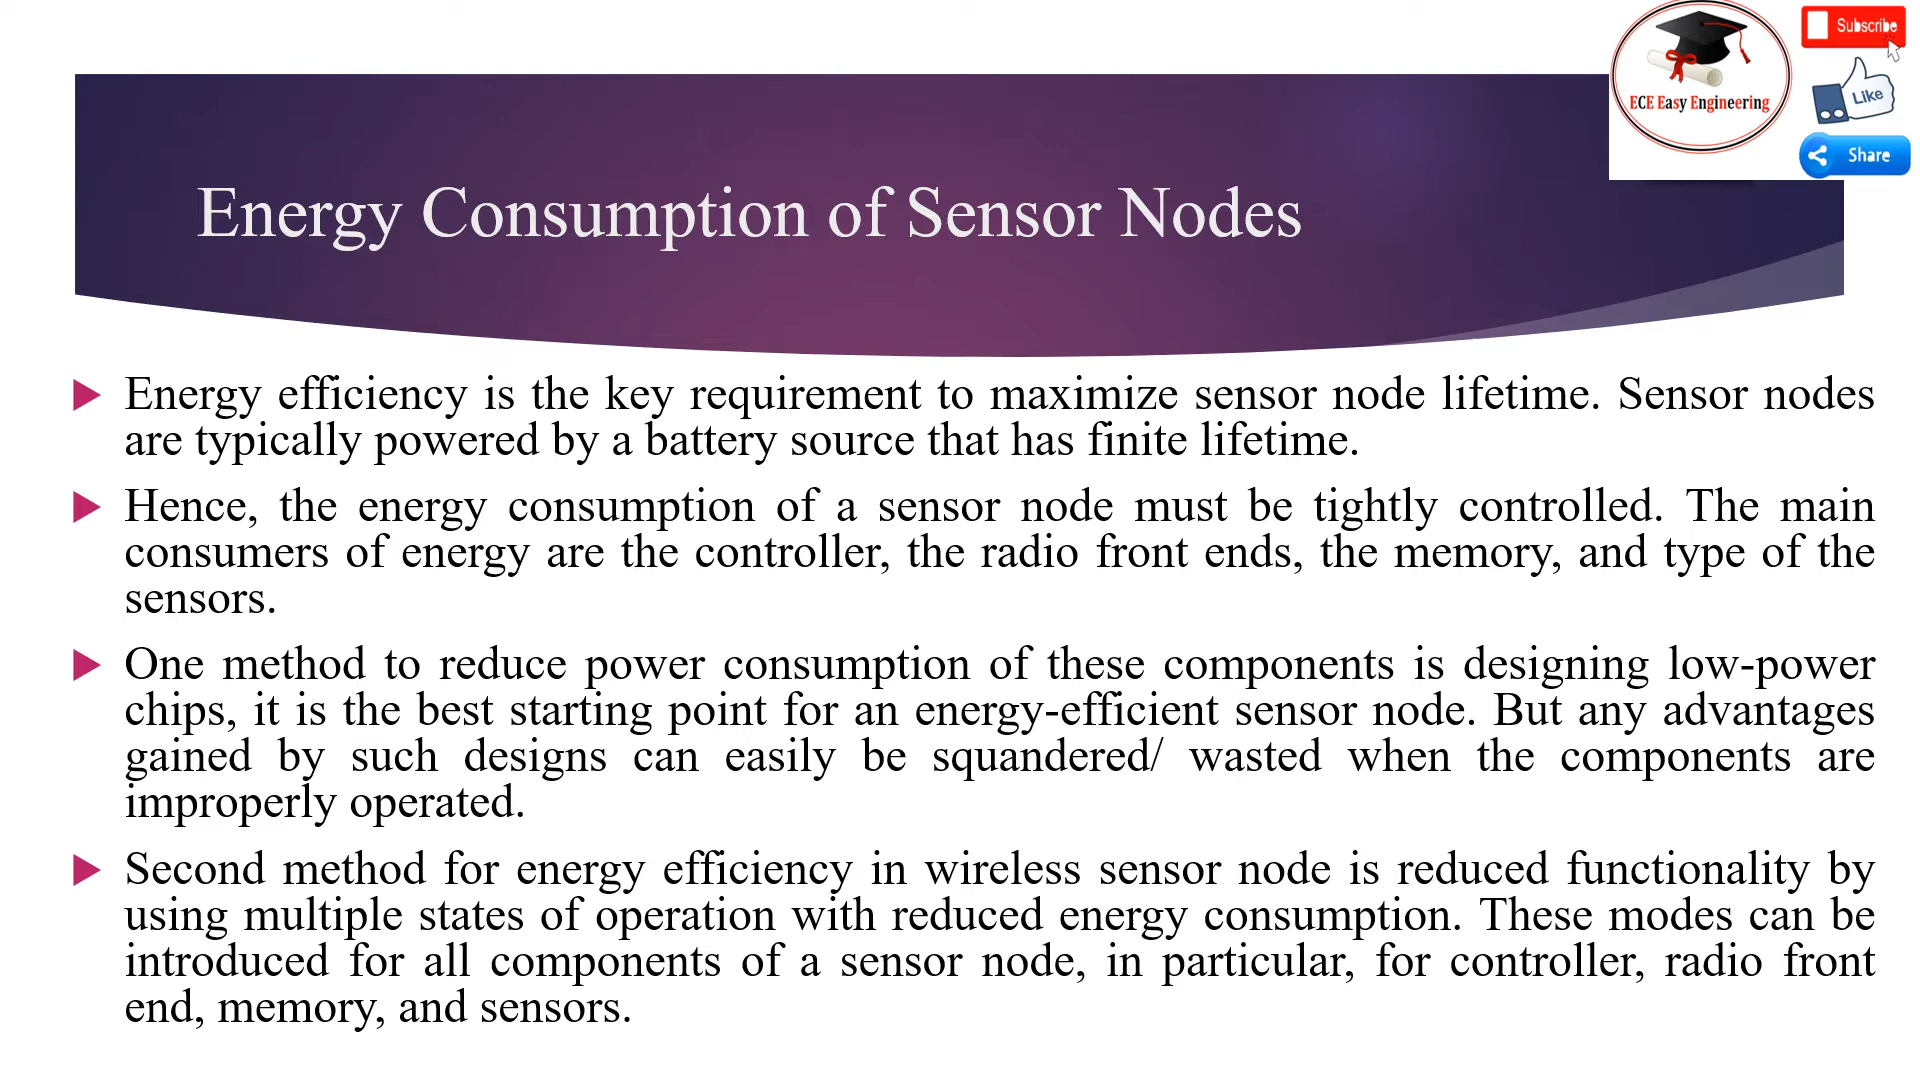 Subscribe
Like
ECE Easy Engineering
Share
Energy Consumption of Sensor Nodes
Energy efficiency is the key requirement to maximize sensor node lifetime. Sensor nodes
are typically powered by a battery source that has finite lifetime.
Hence, the energy consumption of a sensor node must be tightly controlled. The main
consumers of energy are the controller, the radio front ends, the memory, and type of the
sensors.
One method to reduce power consumption of these components is designing low-power
chips, it is the best starting point for an energy-efficient sensor node. But any advantages
gained by such designs can easily be squandered/ wasted when the components are
improperly operated.
Second method for energy efficiency in wireless sensor node is reduced functionality by
using multiple states of operation with reduced energy consumption. These modes can be
introduced for all components of a sensor node, in particular, for controller, radio front
end, memory, and sensors.